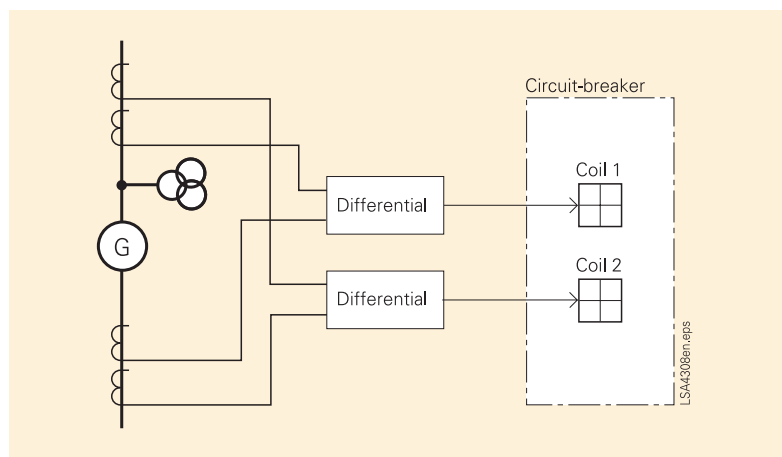 Circuit-breaker
Coil 1
Differential
G
Coil 2
Differential
LSA4308en.eps